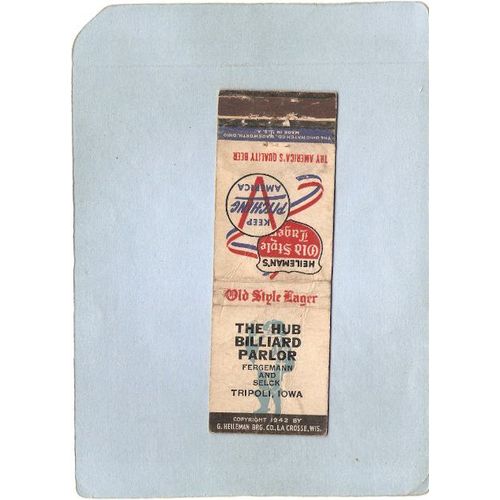 THE OHIO MATCH CO. WADSWORTH, OHIO
MADE IN U.S.A.
TRY AMERICA'S QUALITY BEER
KEEP
PITCHING
AMERICA
V
HEILEMAN'S
Old Style
Lager
Old Style Lager
THE HUB
BILLIARD
PARLOR
FERGEMANN
AND
SELCK
TRIPOLI, IOWA
COPYRIGHT 1942 BY
G. HEILEMAN BRG. CO., LA CROSSE, WIS.